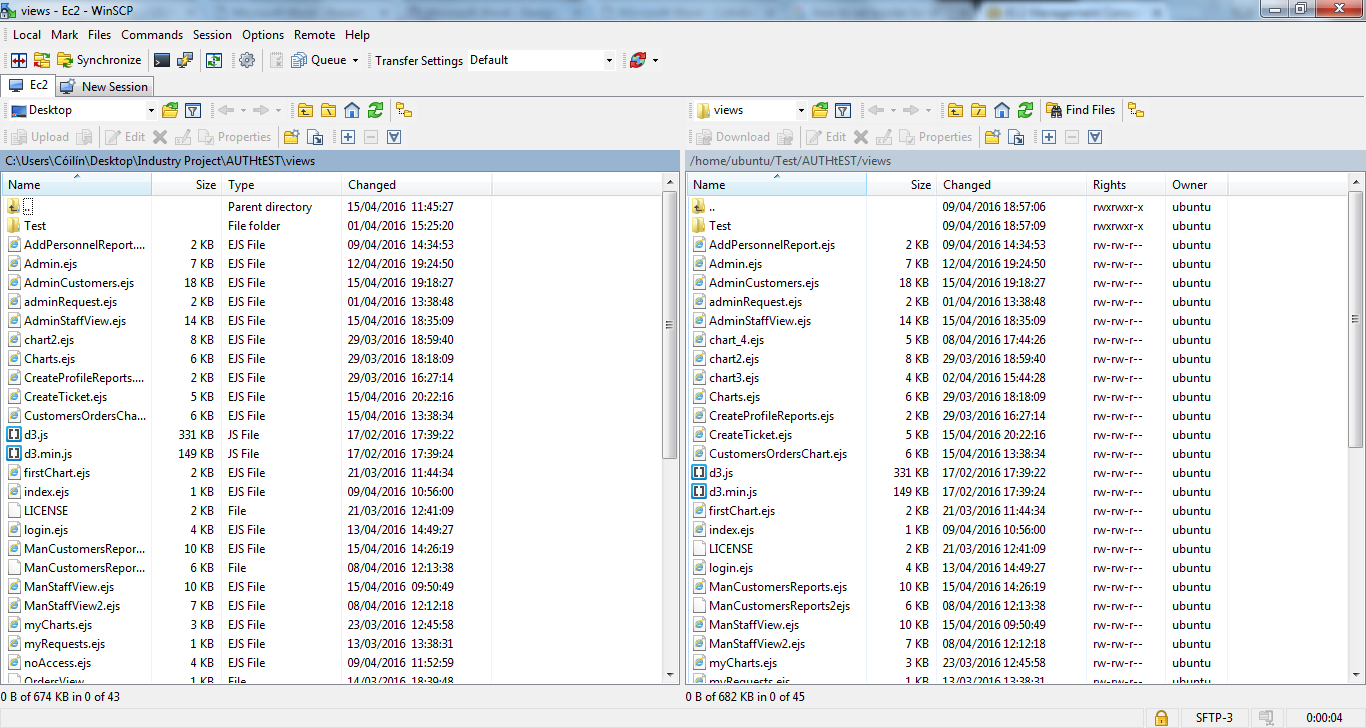 views - Ec2 - WinSCP
Local Mark Files Commands Session Options Remote Help
Synchronize Queue Transfer Settings Default
Ec2 New Session
Desktop
Upload Edit Properties
C:\Users\Cóilín\Desktop\Industry Project\AUTHtEST\views
Name Size Type Changed
.. Parent directory 15/04/2016 11:45:27
Test File folder 01/04/2016 15:25:20
AddPersonnelReport.... 2 KB EJS File 09/04/2016 14:34:53
Admin.ejs 7 KB EJS File 12/04/2016 19:24:50
AdminCustomers.ejs 18 KB EJS File 15/04/2016 19:18:27
adminRequest.ejs 2 KB EJS File 01/04/2016 13:38:48
AdminStaffView.ejs 14 KB EJS File 15/04/2016 18:35:09
chart2.ejs 8 KB EJS File 29/03/2016 18:59:40
Charts.ejs 6 KB EJS File 29/03/2016 18:18:09
CreateProfileReports.... 2 KB EJS File 29/03/2016 16:27:14
CreateTicket.ejs 5 KB EJS File 15/04/2016 20:22:16
CustomersOrdersCha... 6 KB EJS File 15/04/2016 13:38:34
d3.js 331 KB JS File 17/02/2016 17:39:22
d3.min.js 149 KB JS File 17/02/2016 17:39:24
firstChart.ejs 2 KB EJS File 21/03/2016 11:44:34
index.ejs 1 KB EJS File 09/04/2016 10:56:00
LICENSE 2 KB File 21/03/2016 12:41:09
login.ejs 4 KB EJS File 13/04/2016 14:49:27
ManCustomersRepor... 10 KB EJS File 15/04/2016 14:26:19
ManCustomersRepor... 6 KB File 08/04/2016 12:13:38
ManStaffView.ejs 10 KB EJS File 15/04/2016 09:50:49
ManStaffView2.ejs 7 KB EJS File 08/04/2016 12:12:18
myCharts.ejs 3 KB EJS File 23/03/2016 12:45:58
myRequests.ejs 1 KB EJS File 13/03/2016 13:38:31
noAccess.ejs 4 KB EJS File 09/04/2016 11:52:59
OrdersView 1 KB File 14/03/2016 18:39:48
0 B of 674 KB in 0 of 43
views Find Files
Download Edit Properties
/home/ubuntu/Test/AUTHtEST/views
Name Size Changed Rights Owner
.. 09/04/2016 18:57:06 rwxrwxr-x ubuntu
Test 09/04/2016 18:57:09 rwxrwxr-x ubuntu
AddPersonnelReport.ejs 2 KB 09/04/2016 14:34:53 rw-rw-r-- ubuntu
Admin.ejs 7 KB 12/04/2016 19:24:50 rw-rw-r-- ubuntu
AdminCustomers.ejs 18 KB 15/04/2016 19:18:27 rw-rw-r-- ubuntu
adminRequest.ejs 2 KB 01/04/2016 13:38:48 rw-rw-r-- ubuntu
AdminStaffView.ejs 14 KB 15/04/2016 18:35:09 rw-rw-r-- ubuntu
chart_4.ejs 5 KB 08/04/2016 17:44:26 rw-rw-r-- ubuntu
chart2.ejs 8 KB 29/03/2016 18:59:40 rw-rw-r-- ubuntu
chart3.ejs 4 KB 02/04/2016 15:44:28 rw-rw-r-- ubuntu
Charts.ejs 6 KB 29/03/2016 18:18:09 rw-rw-r-- ubuntu
CreateProfileReports.ejs 2 KB 29/03/2016 16:27:14 rw-rw-r-- ubuntu
CreateTicket.ejs 5 KB 15/04/2016 20:22:16 rw-rw-r-- ubuntu
CustomersOrdersChart.ejs 6 KB 15/04/2016 13:38:34 rw-rw-r-- ubuntu
d3.js 331 KB 17/02/2016 17:39:22 rw-rw-r-- ubuntu
d3.min.js 149 KB 17/02/2016 17:39:24 rw-rw-r-- ubuntu
firstChart.ejs 2 KB 21/03/2016 11:44:34 rw-rw-r-- ubuntu
index.ejs 1 KB 09/04/2016 10:56:00 rw-rw-r-- ubuntu
LICENSE 2 KB 21/03/2016 12:41:09 rw-rw-r-- ubuntu
login.ejs 4 KB 13/04/2016 14:49:27 rw-rw-r-- ubuntu
ManCustomersReports.ejs 10 KB 15/04/2016 14:26:19 rw-rw-r-- ubuntu
ManCustomersReports2ejs 6 KB 08/04/2016 12:13:38 rw-rw-r-- ubuntu
ManStaffView.ejs 10 KB 15/04/2016 09:50:49 rw-rw-r-- ubuntu
ManStaffView2.ejs 7 KB 08/04/2016 12:12:18 rw-rw-r-- ubuntu
myCharts.ejs 3 KB 23/03/2016 12:45:58 rw-rw-r-- ubuntu
myRequests.ejs 1 KB 13/03/2016 13:38:31 rw-rw-r-- ubuntu
0 B of 682 KB in 0 of 45
SFTP-3 0:00:04